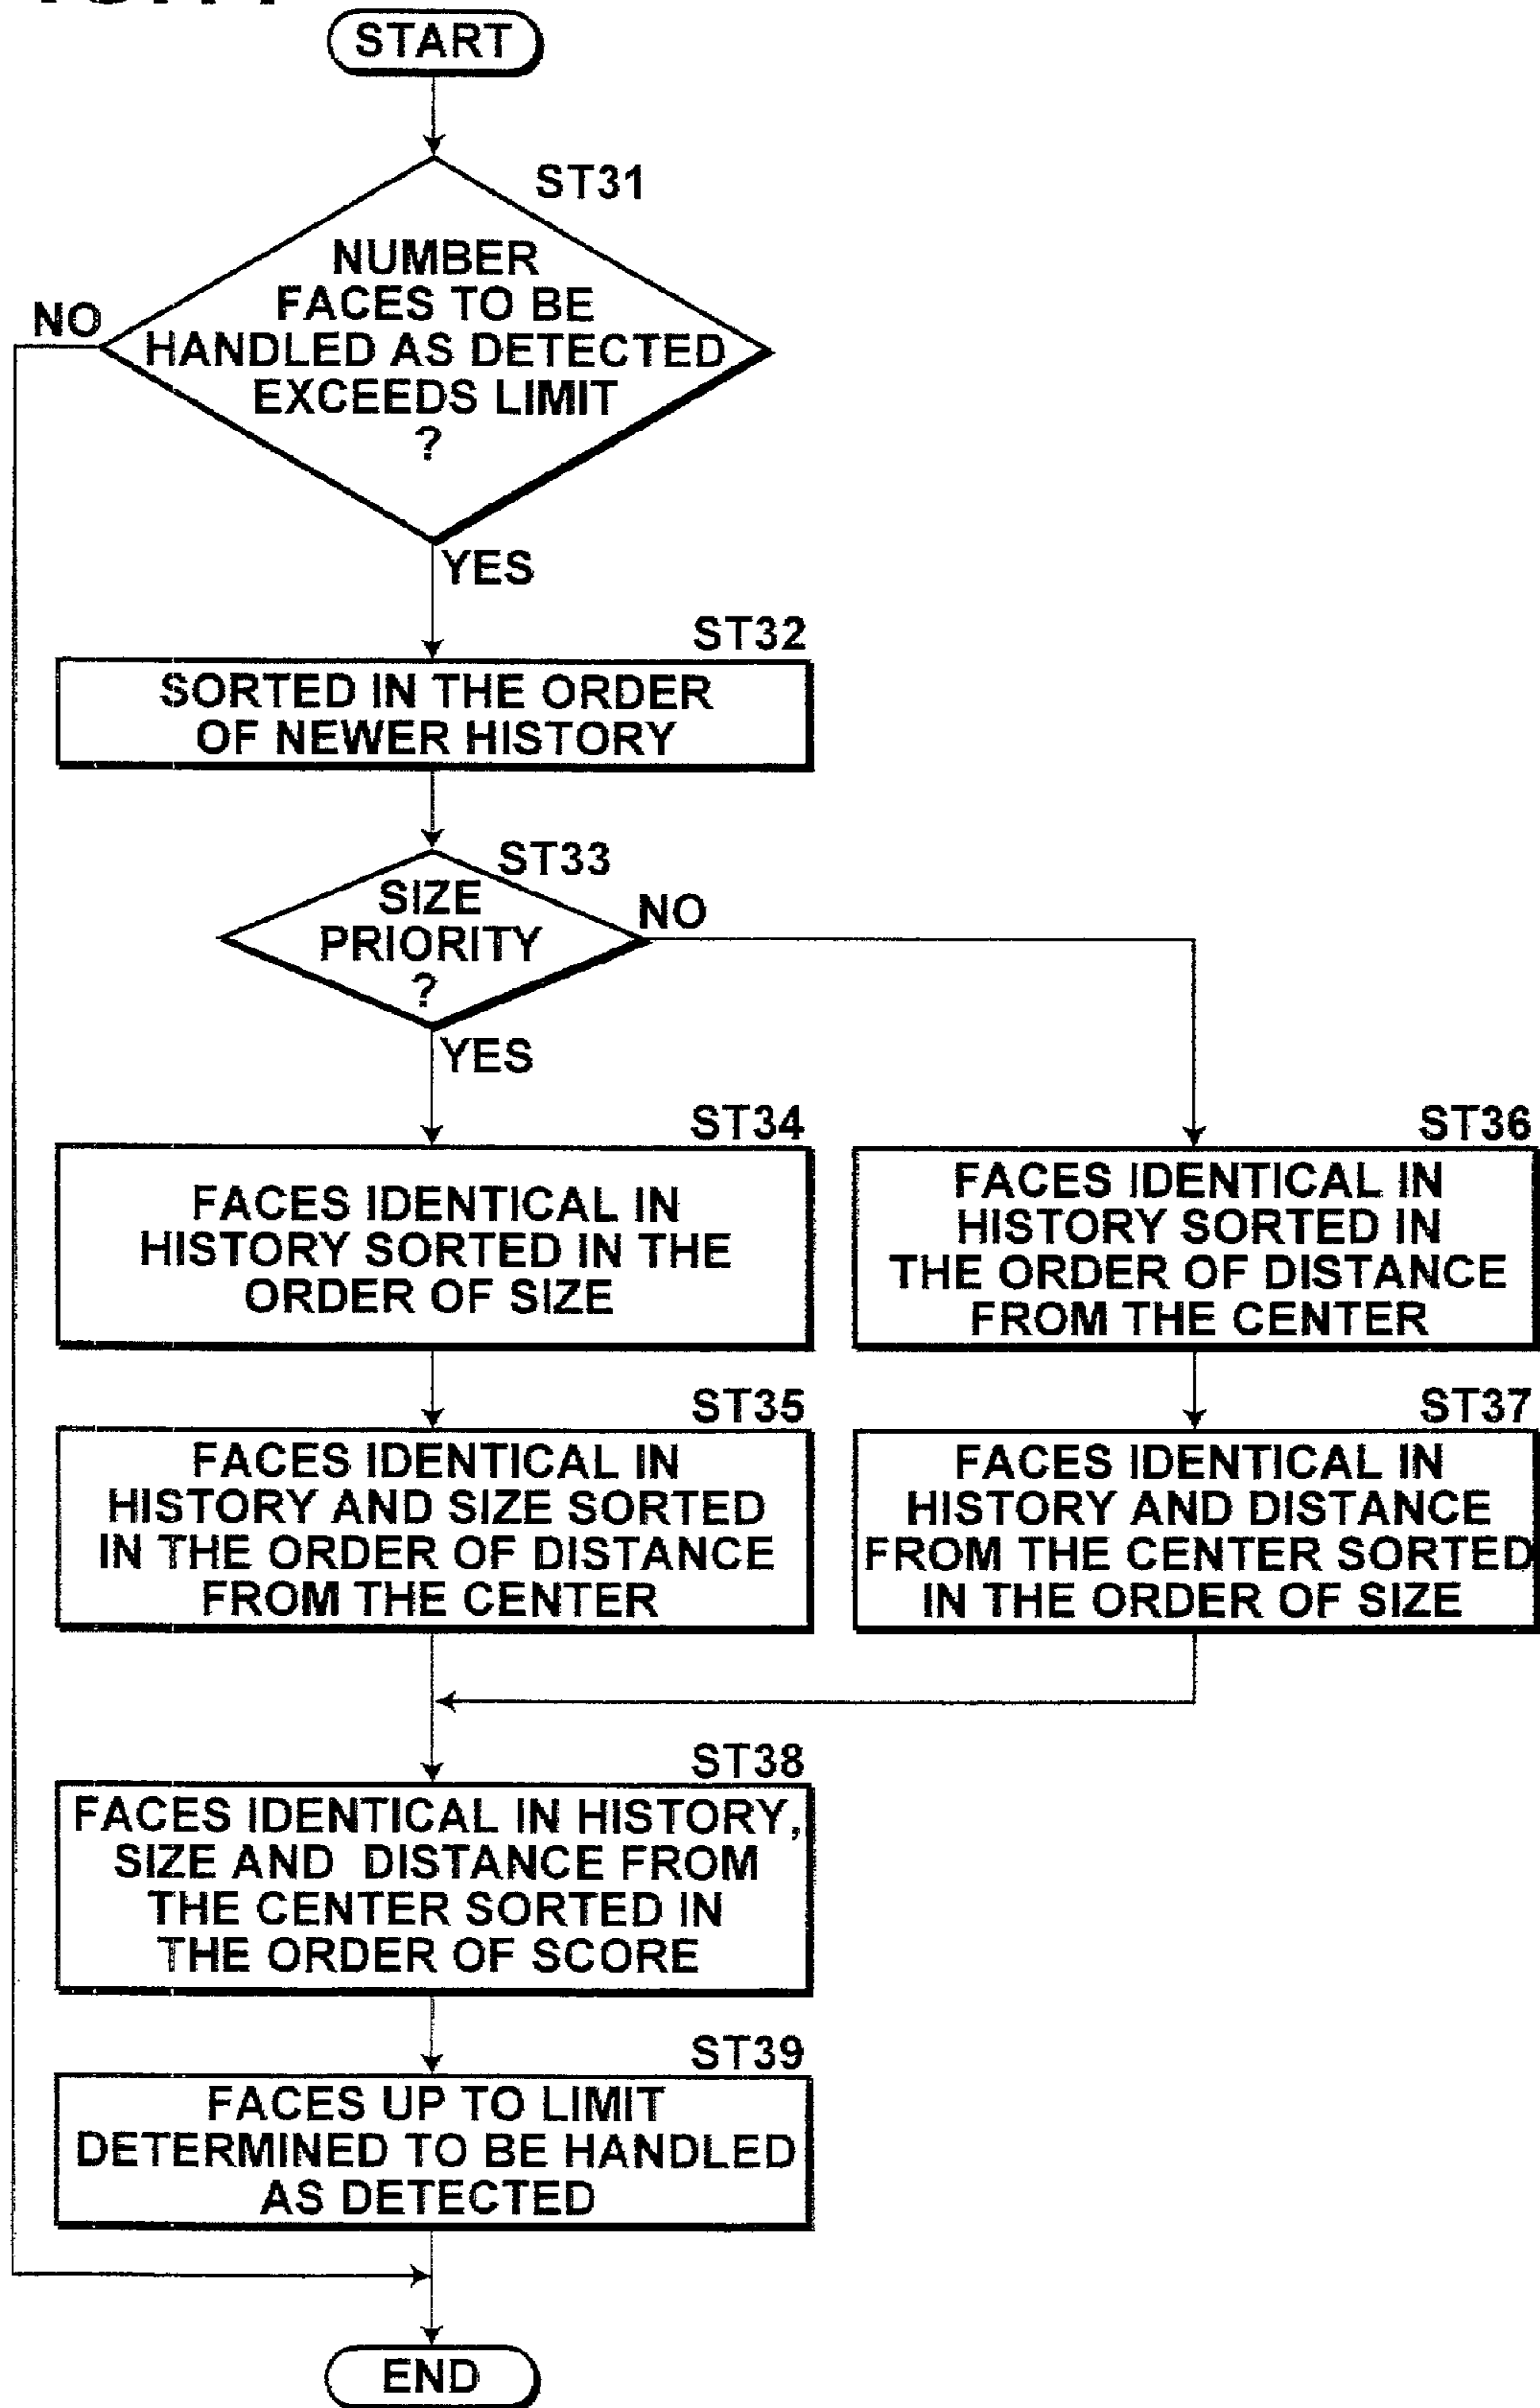 START
ST31
NUMBER
FACES TO BE
HANDLED AS DETECTED
EXCEEDS LIMIT
?
NO
YES
ST32
SORTED IN THE ORDER
OF NEWER HISTORY
ST33
SIZE
PRIORITY
?
NO
YES
ST34
FACES IDENTICAL IN
HISTORY SORTED IN THE
ORDER OF SIZE
ST36
FACES IDENTICAL IN
HISTORY SORTED IN
THE ORDER OF DISTANCE
FROM THE CENTER
ST35
FACES IDENTICAL IN
HISTORY AND SIZE SORTED
IN THE ORDER OF DISTANCE
FROM THE CENTER
ST37
FACES IDENTICAL IN
HISTORY AND DISTANCE
FROM THE CENTER SORTED
IN THE ORDER OF SIZE
ST38
FACES IDENTICAL IN HISTORY,
SIZE AND DISTANCE FROM
THE CENTER SORTED IN
THE ORDER OF SCORE
ST39
FACES UP TO LIMIT
DETERMINED TO BE HANDLED
AS DETECTED
END